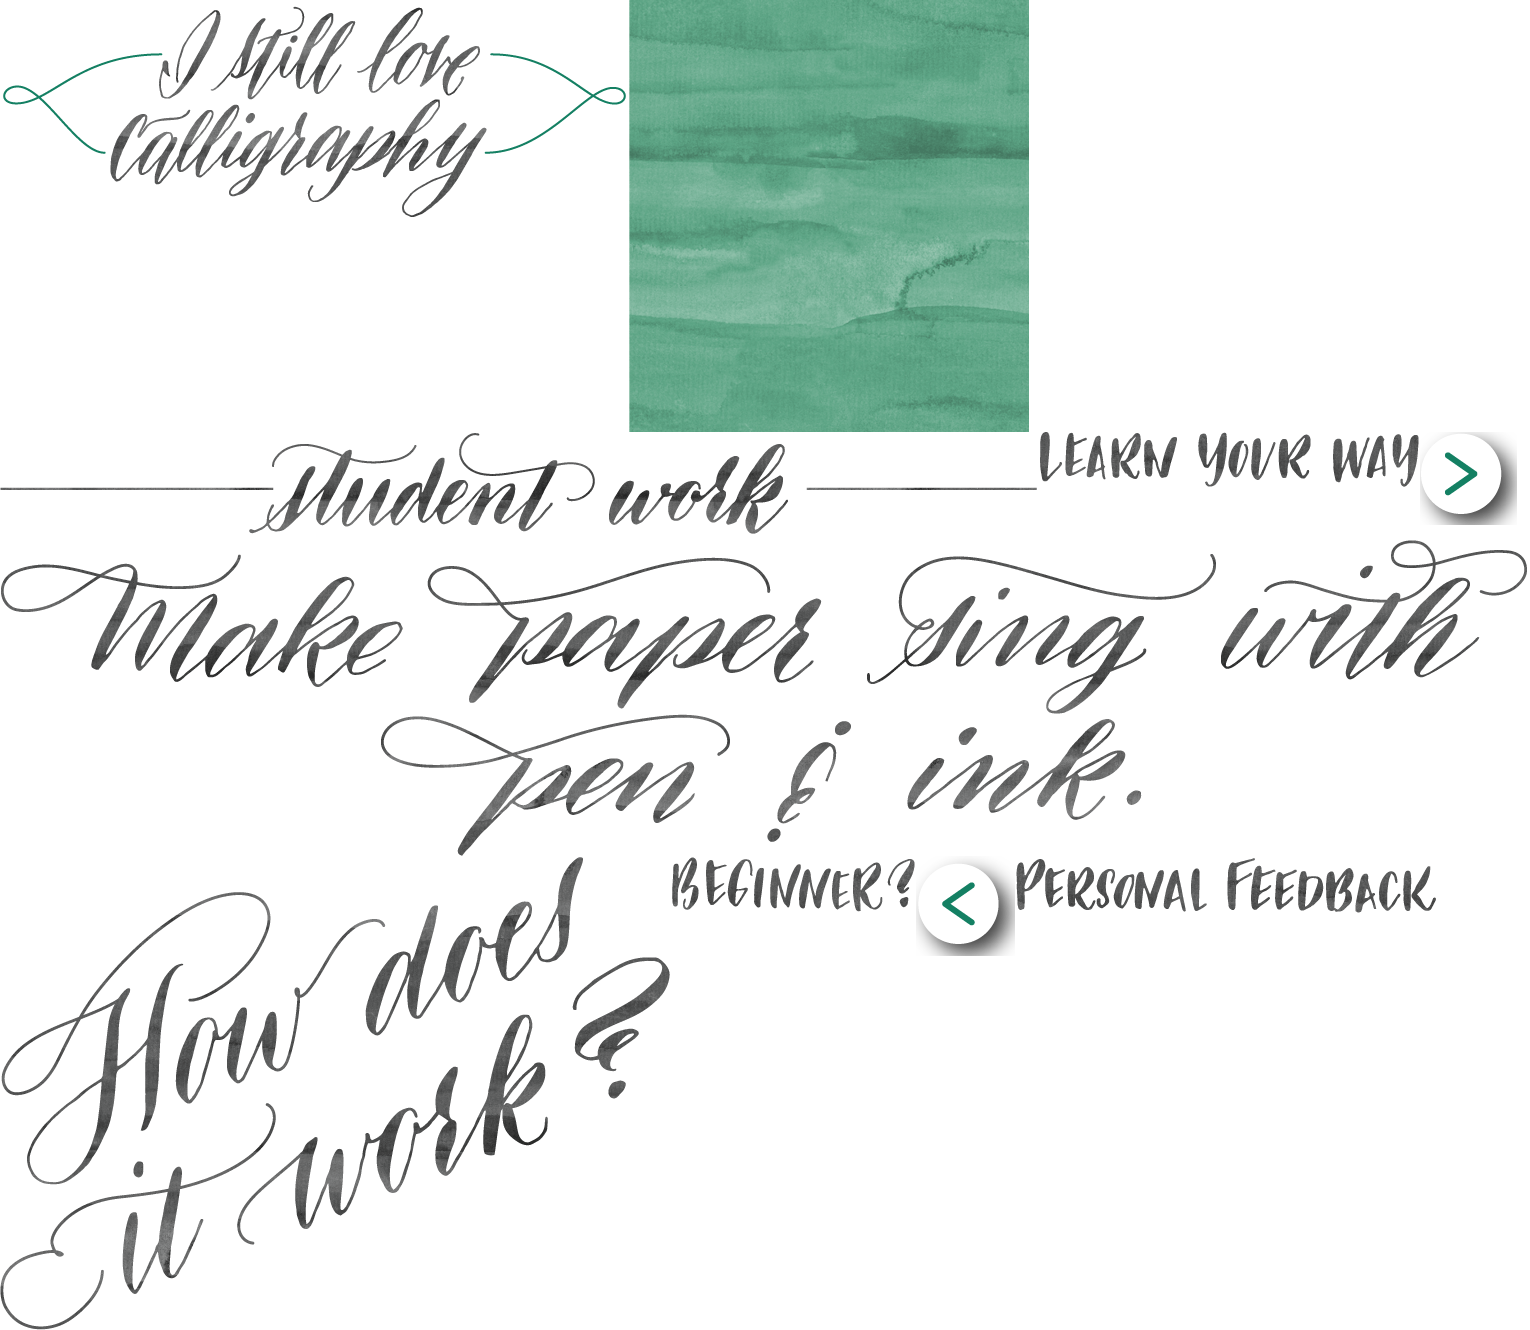 I still love
Calligraphy
student work
LEARN YOUR WAY
Make paper sing with
pen & ink.
BEGINNER?
PERSONAL FEEDBACK
How does
it work?